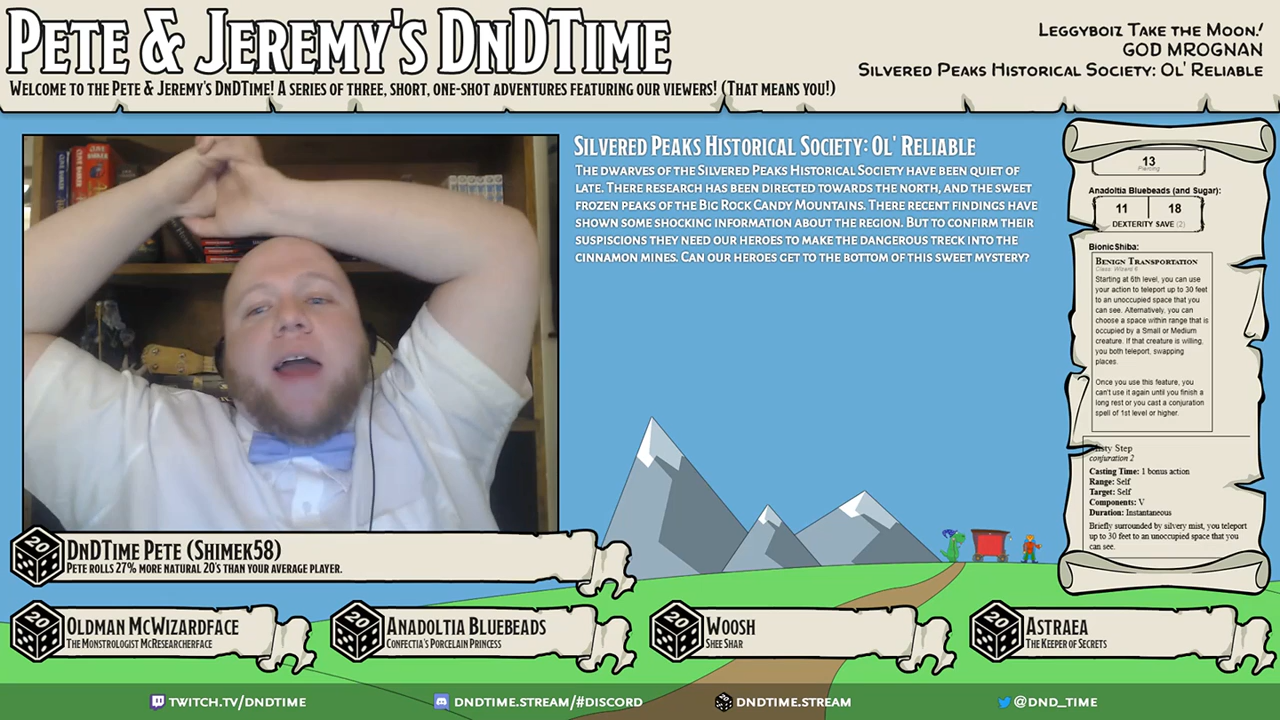 Pete & Jeremy's DnDTime
Welcome to the Pete & Jeremy's DnDTime! A series of three, short, one-shot adventures featuring our viewers! (That means you!)
Leggyboiz Take the Moon!
GOD MROGNAN
Silvered Peaks Historical Society: Ol' Reliable
Silvered Peaks Historical Society: Ol' Reliable
The dwarves of the Silvered Peaks Historical Society have been quiet of
late. There research has been directed towards the north, and the sweet
frozen peaks of the Big Rock Candy Mountains. There recent findings have
shown some shocking information about the region. But to confirm their
suspiscions they need our heroes to make the dangerous treck into the
cinnamon mines. Can our heroes get to the bottom of this sweet mystery?
13
Piercing
Anadoltia Bluebeads (and Sugar):
11 18
DEXTERITY SAVE (2)
BionicShiba:
Benign Transportation
Class: Wizard 6
Starting at 6th level, you can use
your action to teleport up to 30 feet
to an unoccupied space that you
can see. Alternatively, you can
choose a space within range that is
occupied by a Small or Medium
creature. If that creature is willing,
you both teleport, swapping
places.
Once you use this feature, you
can't use it again until you finish a
long rest or you cast a conjuration
spell of 1st level or higher.
Misty Step
conjuration 2
Casting Time: 1 bonus action
Range: Self
Target: Self
Components: V
Duration: Instantaneous
Briefly surrounded by silvery mist, you teleport
up to 30 feet to an unoccupied space that you
can see.
20
DnDTime Pete (Shimek58)
Pete rolls 27% more natural 20's than your average player.
20
Oldman McWizardface
The Monstrologist McResearcherface
20
Anadoltia Bluebeads
Confectia's Porcelain Princess
20
Woosh
Shee Shar
20
Astraea
The Keeper of Secrets
TWITCH.TV/DNDTIME
DNDTIME.STREAM/#DISCORD
DNDTIME.STREAM
@DND_TIME